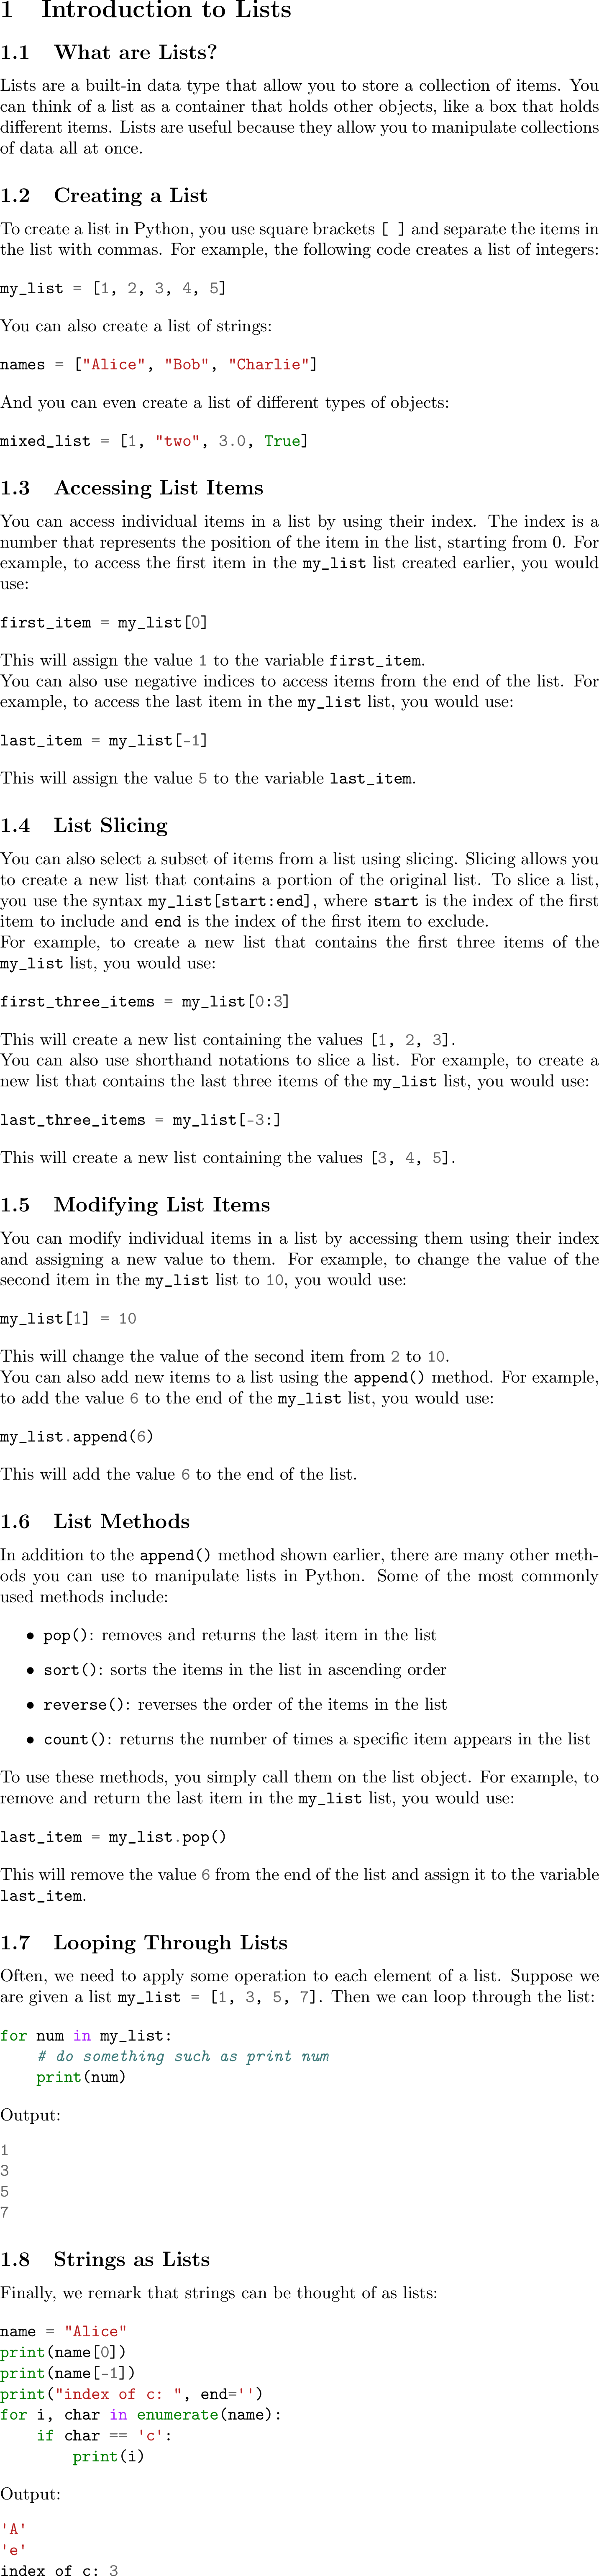 1 Introduction to Lists
1.1 What are Lists?
Lists are a built-in data type that allow you to store a collection of items. You
can think of a list as a container that holds other objects, like a box that holds
different items. Lists are useful because they allow you to manipulate collections
of data all at once.
1.2 Creating a List
To create a list in Python, you use square brackets [ ] and separate the items in
the list with commas. For example, the following code creates a list of integers:
my_list = [1, 2, 3, 4, 5]
You can also create a list of strings:
names = ["Alice", "Bob", "Charlie"]
And you can even create a list of different types of objects:
mixed_list = [1, "two", 3.0, True]
1.3 Accessing List Items
You can access individual items in a list by using their index. The index is a
number that represents the position of the item in the list, starting from 0. For
example, to access the first item in the my_list list created earlier, you would
use:
first_item = my_list[0]
This will assign the value 1 to the variable first_item.
You can also use negative indices to access items from the end of the list. For
example, to access the last item in the my_list list, you would use:
last_item = my_list[-1]
This will assign the value 5 to the variable last_item.
1.4 List Slicing
You can also select a subset of items from a list using slicing. Slicing allows you
to create a new list that contains a portion of the original list. To slice a list,
you use the syntax my_list[start:end], where start is the index of the first
item to include and end is the index of the first item to exclude.
For example, to create a new list that contains the first three items of the
my_list list, you would use:
first_three_items = my_list[0:3]
This will create a new list containing the values [1, 2, 3].
You can also use shorthand notations to slice a list. For example, to create a
new list that contains the last three items of the my_list list, you would use:
last_three_items = my_list[-3:]
This will create a new list containing the values [3, 4, 5].
1.5 Modifying List Items
You can modify individual items in a list by accessing them using their index
and assigning a new value to them. For example, to change the value of the
second item in the my_list list to 10, you would use:
my_list[1] = 10
This will change the value of the second item from 2 to 10.
You can also add new items to a list using the append() method. For example,
to add the value 6 to the end of the my_list list, you would use:
my_list.append(6)
This will add the value 6 to the end of the list.
1.6 List Methods
In addition to the append() method shown earlier, there are many other meth-
ods you can use to manipulate lists in Python. Some of the most commonly
used methods include:
• pop(): removes and returns the last item in the list
• sort(): sorts the items in the list in ascending order
• reverse(): reverses the order of the items in the list
• count(): returns the number of times a specific item appears in the list
To use these methods, you simply call them on the list object. For example, to
remove and return the last item in the my_list list, you would use:
last_item = my_list.pop()
This will remove the value 6 from the end of the list and assign it to the variable
last_item.
1.7 Looping Through Lists
Often, we need to apply some operation to each element of a list. Suppose we
are given a list my_list = [1, 3, 5, 7]. Then we can loop through the list:
for num in my_list:
    # do something such as print num
    print(num)
Output:
1
3
5
7
1.8 Strings as Lists
Finally, we remark that strings can be thought of as lists:
name = "Alice"
print(name[0])
print(name[-1])
print("index of c: ", end='')
for i, char in enumerate(name):
    if char == 'c':
        print(i)
Output:
'A'
'e'
index of c: 3